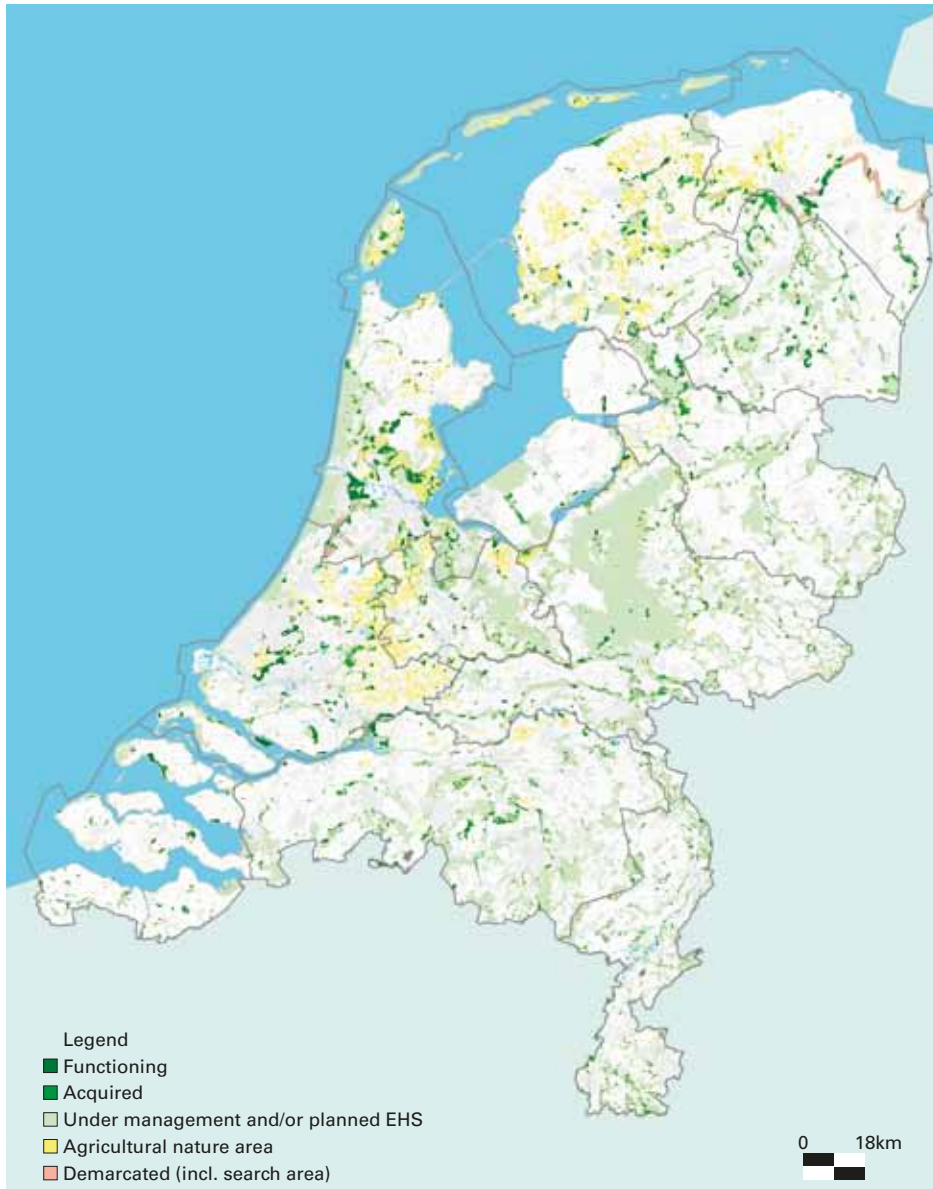 Legend
Functioning
Acquired
Under management and/or planned EHS
Agricultural nature area
Demarcated (incl. search area)
0 18km